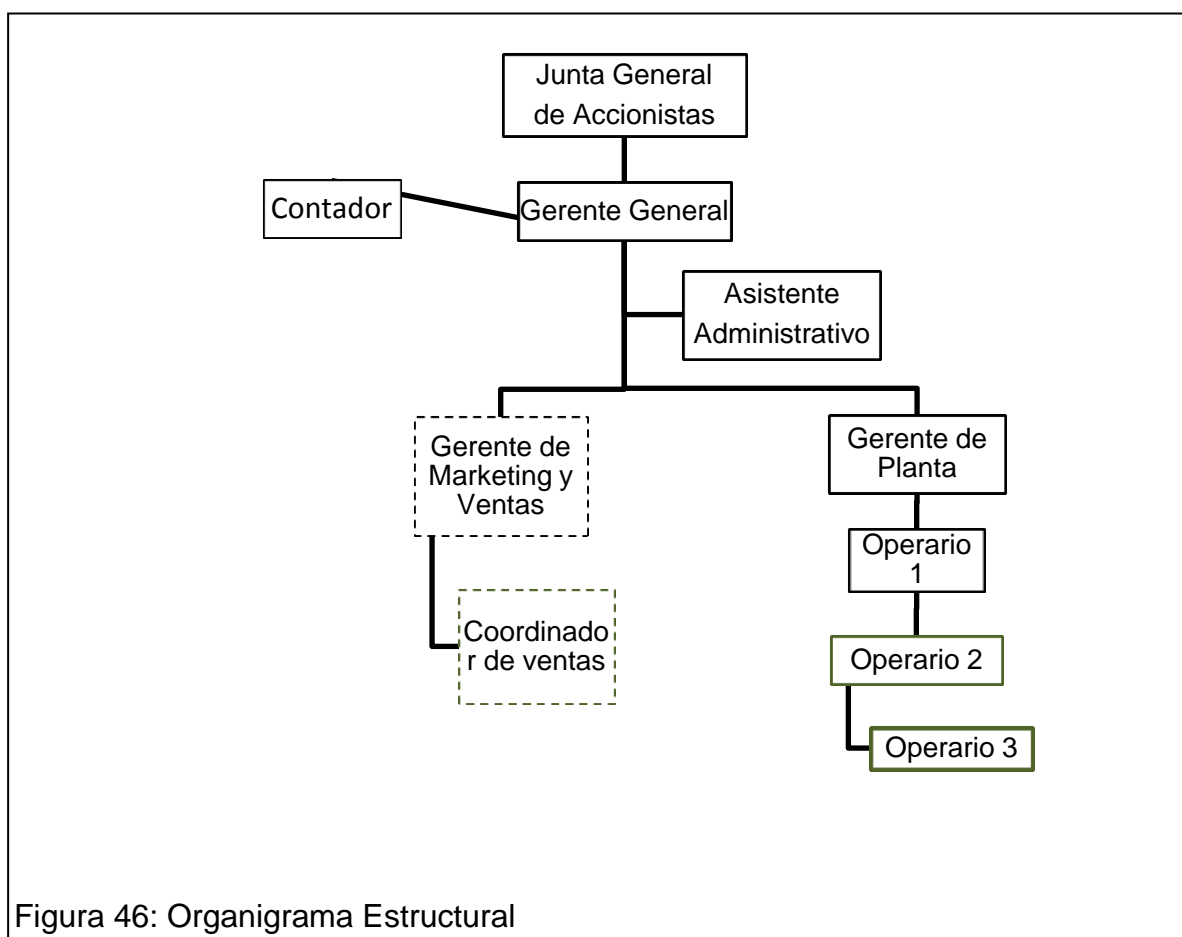 Junta General
de Accionistas
Contador
Gerente General
Asistente
Administrativo
Gerente de
Marketing y
Ventas
Gerente de
Planta
Operario
1
Coordinado
r de ventas
Operario 2
Operario 3
Figura 46: Organigrama Estructural